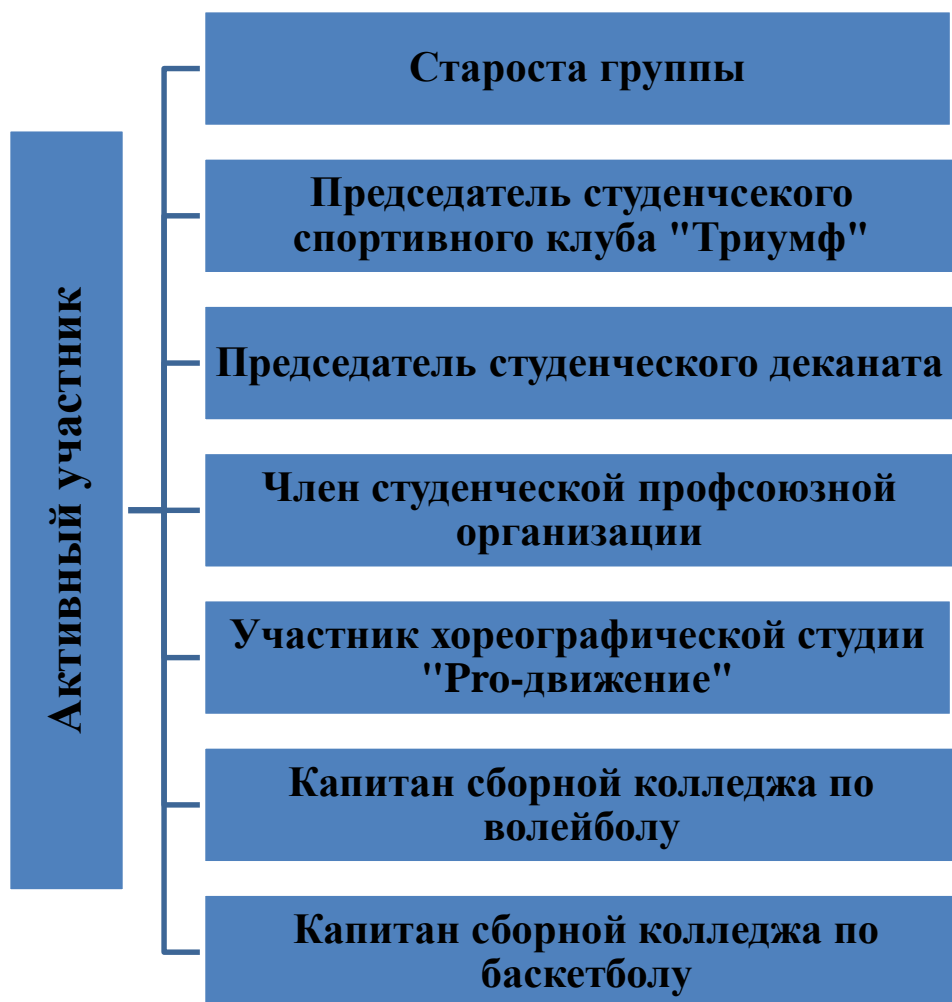 Активный участник
Староста группы
Председатель студенчсекого
спортивного клуба "Триумф"
Председатель студенческого деканата
Член студенческой профсоюзной
организации
Участник хореографической студии
"Pro-движение"
Капитан сборной колледжа по
волейболу
Капитан сборной колледжа по
баскетболу